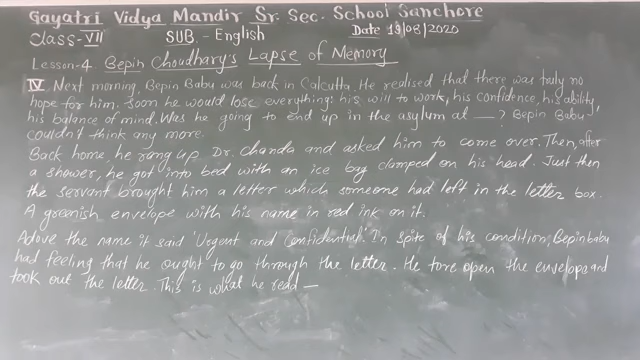 Gayatri Vidya Mandir Sr. Sec. School Sanchore
Class-VII SUB.- English Date 19/08/2020
Lesson-4 Bepin Choudhary's Lapse of Memory
IV. Next morning, Bepin Babu was back in Calcutta. He realised that there was truly no
hope for him. Soon he would lose everything: his will to work, his confidence, his ability,
his balance of mind. Was he going to end up in the asylum at —? Bepin Babu
couldn't think any more.
Back home, he rang up Dr. Chanda and asked him to come over. Then, after
a shower, he got into bed with an ice bag clamped on his head. Just then
the servant brought him a letter which someone had left in the letter box.
A greenish envelope with his name in red ink on it.
Adove the name it said 'Urgent and Confidential'. In spite of his condition, Bepin babu
had feeling that he ought to go through the letter. He tore open the envelope and
took out the letter. This is what he read —